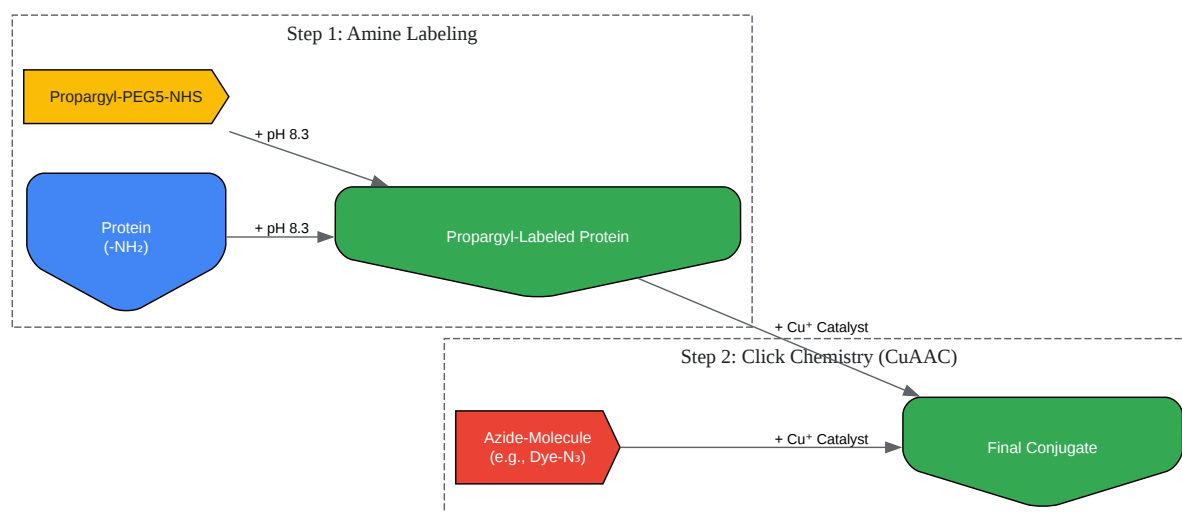 Step 1: Amine Labeling
Propargyl-PEG5-NHS
+ pH 8.3
Protein
(-NH₂)
+ pH 8.3
Propargyl-Labeled Protein
+ Cu⁺ Catalyst
Step 2: Click Chemistry (CuAAC)
Azide-Molecule
(e.g., Dye-N₃)
+ Cu⁺ Catalyst
Final Conjugate